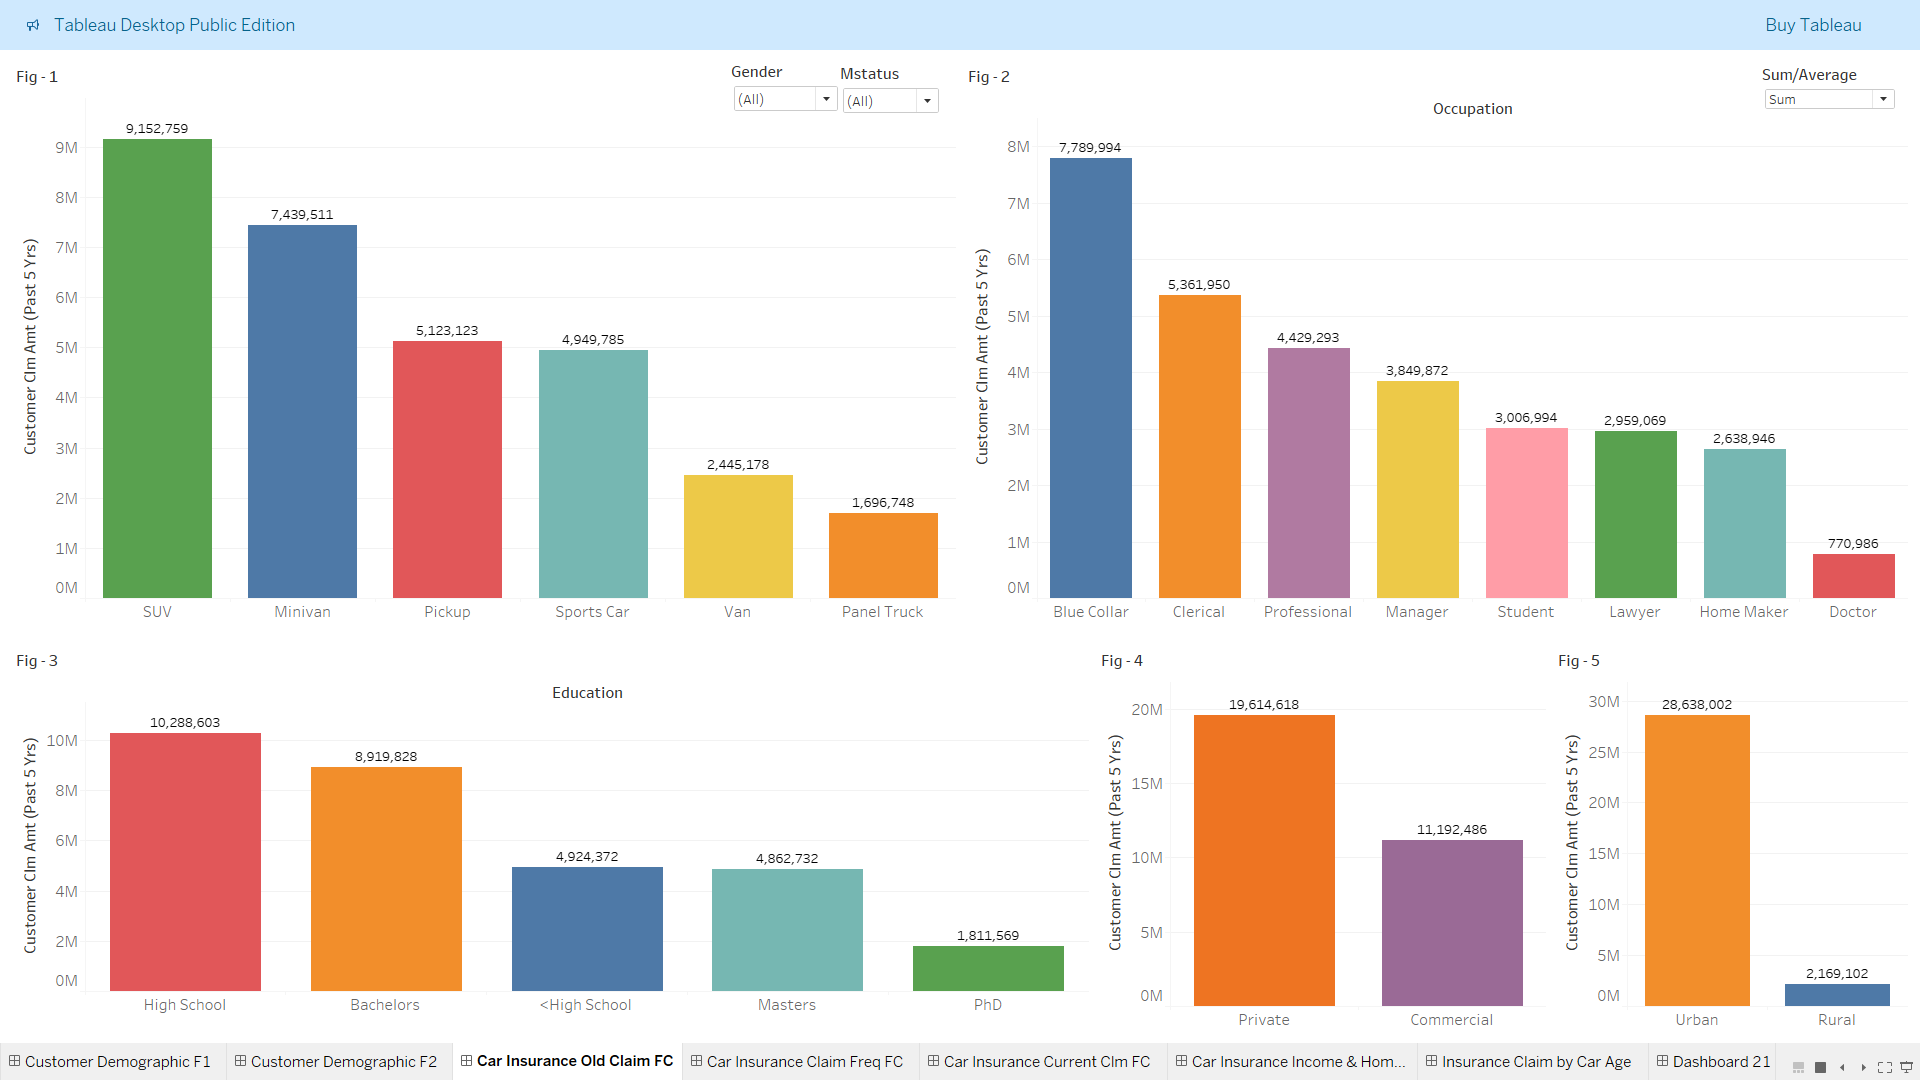 Tableau Desktop Public Edition
Buy Tableau
Fig - 1
Gender
(All)
Mstatus
(All)
Customer Clm Amt (Past 5 Yrs)
9M
8M
7M
6M
5M
4M
3M
2M
1M
0M
9,152,759
7,439,511
5,123,123
4,949,785
2,445,178
1,696,748
SUV
Minivan
Pickup
Sports Car
Van
Panel Truck
Fig - 2
Sum/Average
Sum
Occupation
Customer Clm Amt (Past 5 Yrs)
8M
7M
6M
5M
4M
3M
2M
1M
0M
7,789,994
5,361,950
4,429,293
3,849,872
3,006,994
2,959,069
2,638,946
770,986
Blue Collar
Clerical
Professional
Manager
Student
Lawyer
Home Maker
Doctor
Fig - 3
Education
Customer Clm Amt (Past 5 Yrs)
10M
8M
6M
4M
2M
0M
10,288,603
8,919,828
4,924,372
4,862,732
1,811,569
High School
Bachelors
<High School
Masters
PhD
Fig - 4
Customer Clm Amt (Past 5 Yrs)
20M
15M
10M
5M
0M
19,614,618
11,192,486
Private
Commercial
Fig - 5
Customer Clm Amt (Past 5 Yrs)
30M
25M
20M
15M
10M
5M
0M
28,638,002
2,169,102
Urban
Rural
Customer Demographic F1
Customer Demographic F2
Car Insurance Old Claim FC
Car Insurance Claim Freq FC
Car Insurance Current Clm FC
Car Insurance Income & Hom...
Insurance Claim by Car Age
Dashboard 21